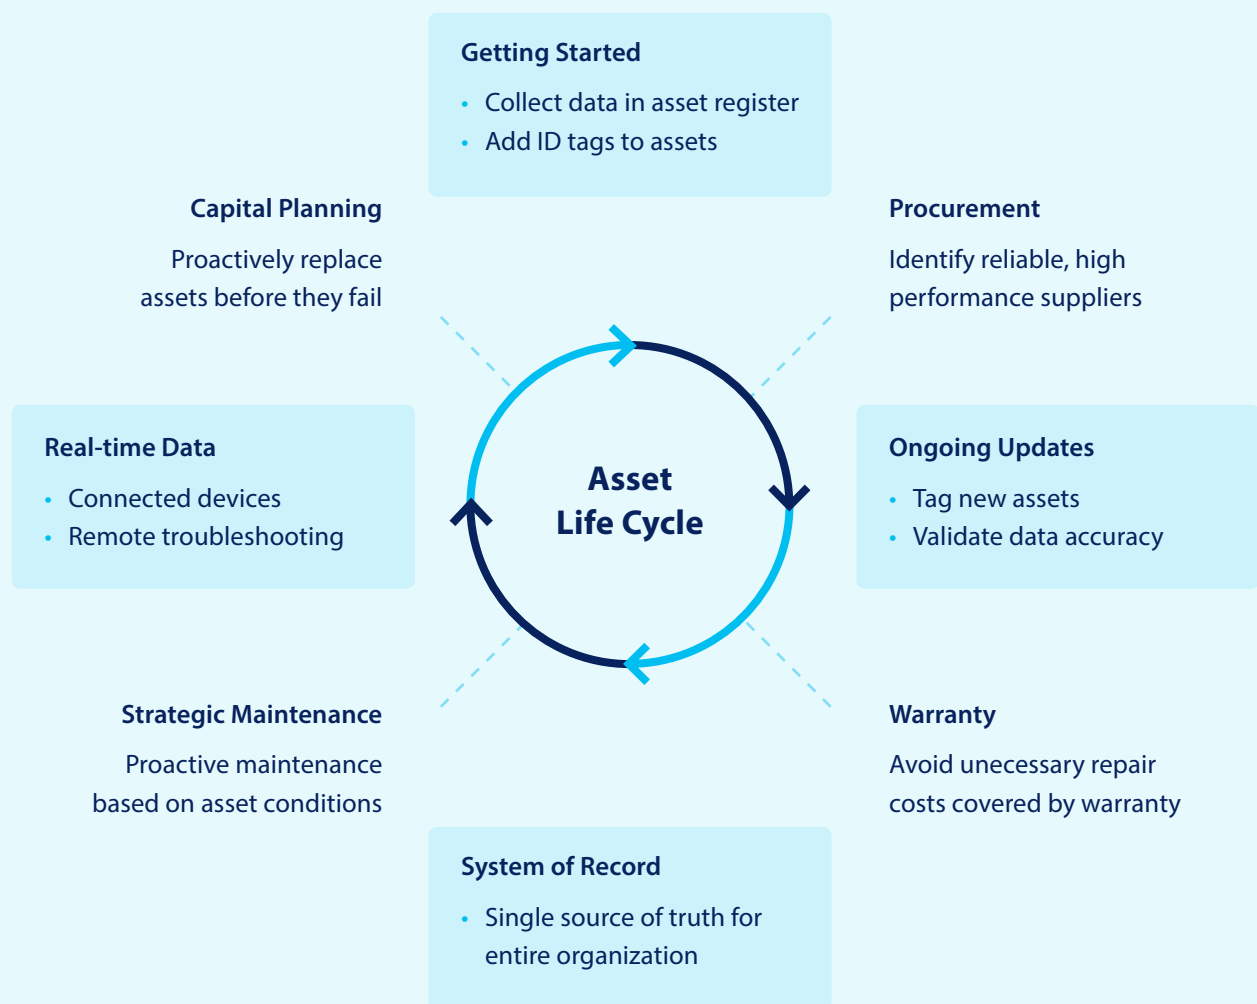 Getting Started
• Collect data in asset register
• Add ID tags to assets
Capital Planning
Proactively replace
assets before they fail
Procurement
Identify reliable, high
performance suppliers
Real-time Data
• Connected devices
• Remote troubleshooting
Asset
Life Cycle
Ongoing Updates
• Tag new assets
• Validate data accuracy
Strategic Maintenance
Proactive maintenance
based on asset conditions
Warranty
Avoid unecessary repair
costs covered by warranty
System of Record
• Single source of truth for
entire organization